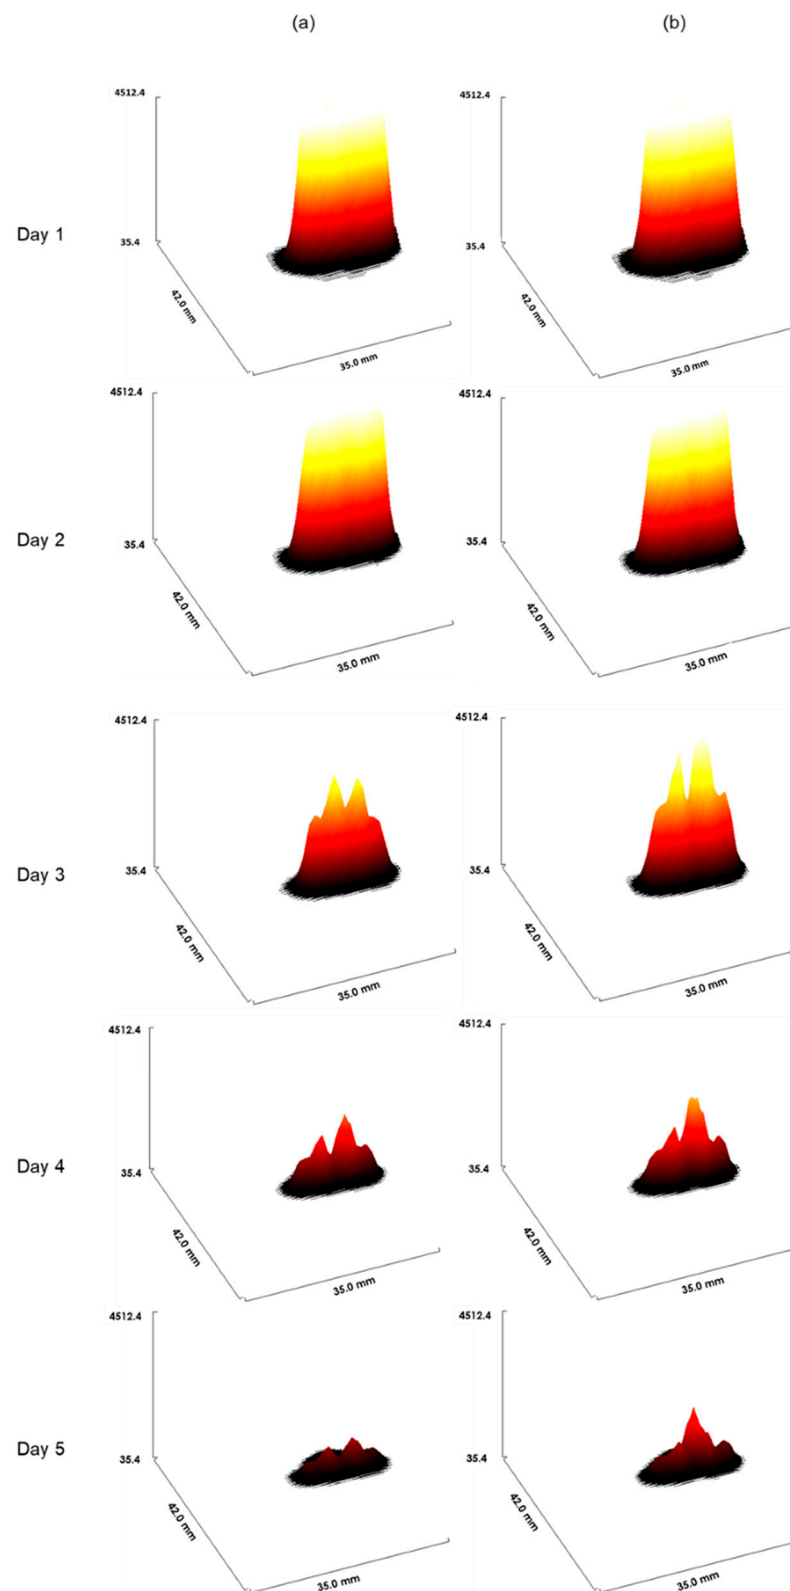 (a) (b)
4512.4 4512.4
Day 1 35.4 35.4
42.0 mm 42.0 mm
35.0 mm 35.0 mm
4512.4 4512.4
Day 2 35.4 35.4
42.0 mm 42.0 mm
35.0 mm 35.0 mm
4512.4 4512.4
Day 3 35.4 35.4
42.0 mm 42.0 mm
35.0 mm 35.0 mm
4512.4 4512.4
Day 4 35.4 35.4
42.0 mm 42.0 mm
35.0 mm 35.0 mm
4512.4 4512.4
Day 5 35.4 35.4
42.0 mm 42.0 mm
35.0 mm 35.0 mm